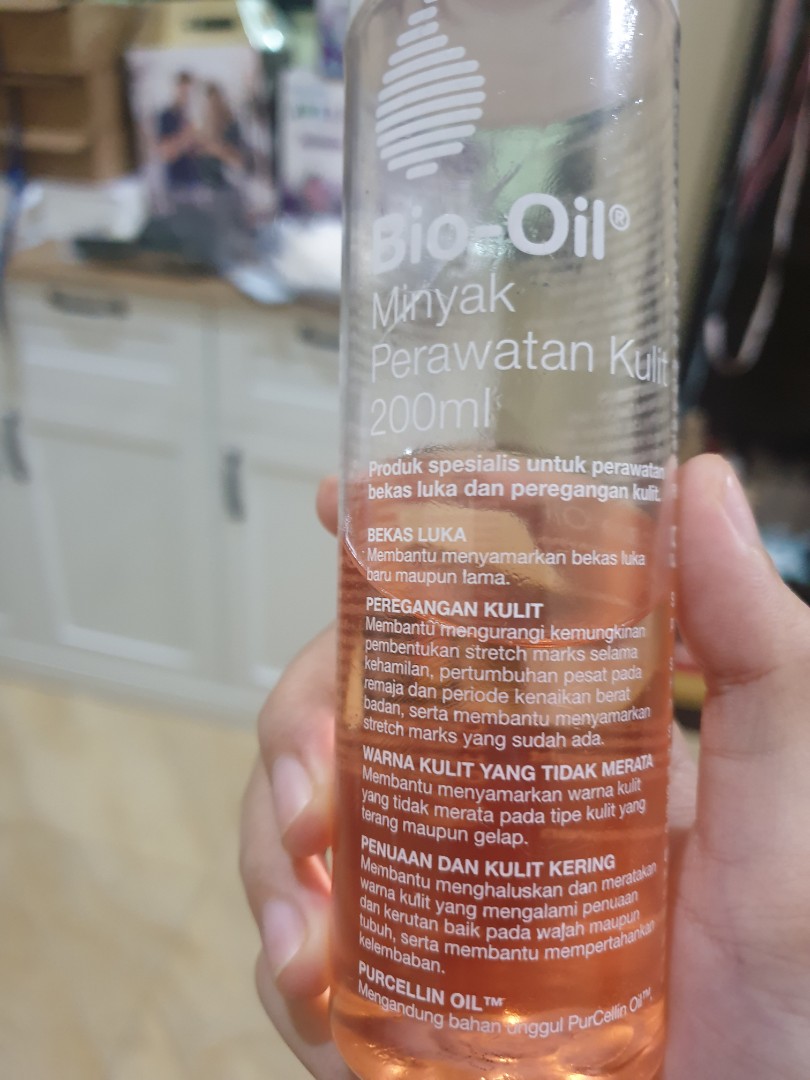 Bio-Oil®
Minyak
Perawatan Kulit
200ml
Produk spesialis untuk perawatan
bekas luka dan peregangan kulit.
BEKAS LUKA
Membantu menyamarkan bekas luka
baru maupun lama.
PEREGANGAN KULIT
Membantu mengurangi kemungkinan
pembentukan stretch marks selama
kehamilan, pertumbuhan pesat pada
remaja dan periode kenaikan berat
badan, serta membantu menyamarkan
stretch marks yang sudah ada.
WARNA KULIT YANG TIDAK MERATA
Membantu menyamarkan warna kulit
yang tidak merata pada tipe kulit yang
terang maupun gelap.
PENUAAN DAN KULIT KERING
Membantu menghaluskan dan meratakan
warna kulit yang mengalami penuaan
dan kerutan baik pada wajah maupun
tubuh, serta membantu mempertahankan
kelembaban.
PURCELLIN OIL™
Mengandung bahan unggul PurCellin Oil™.